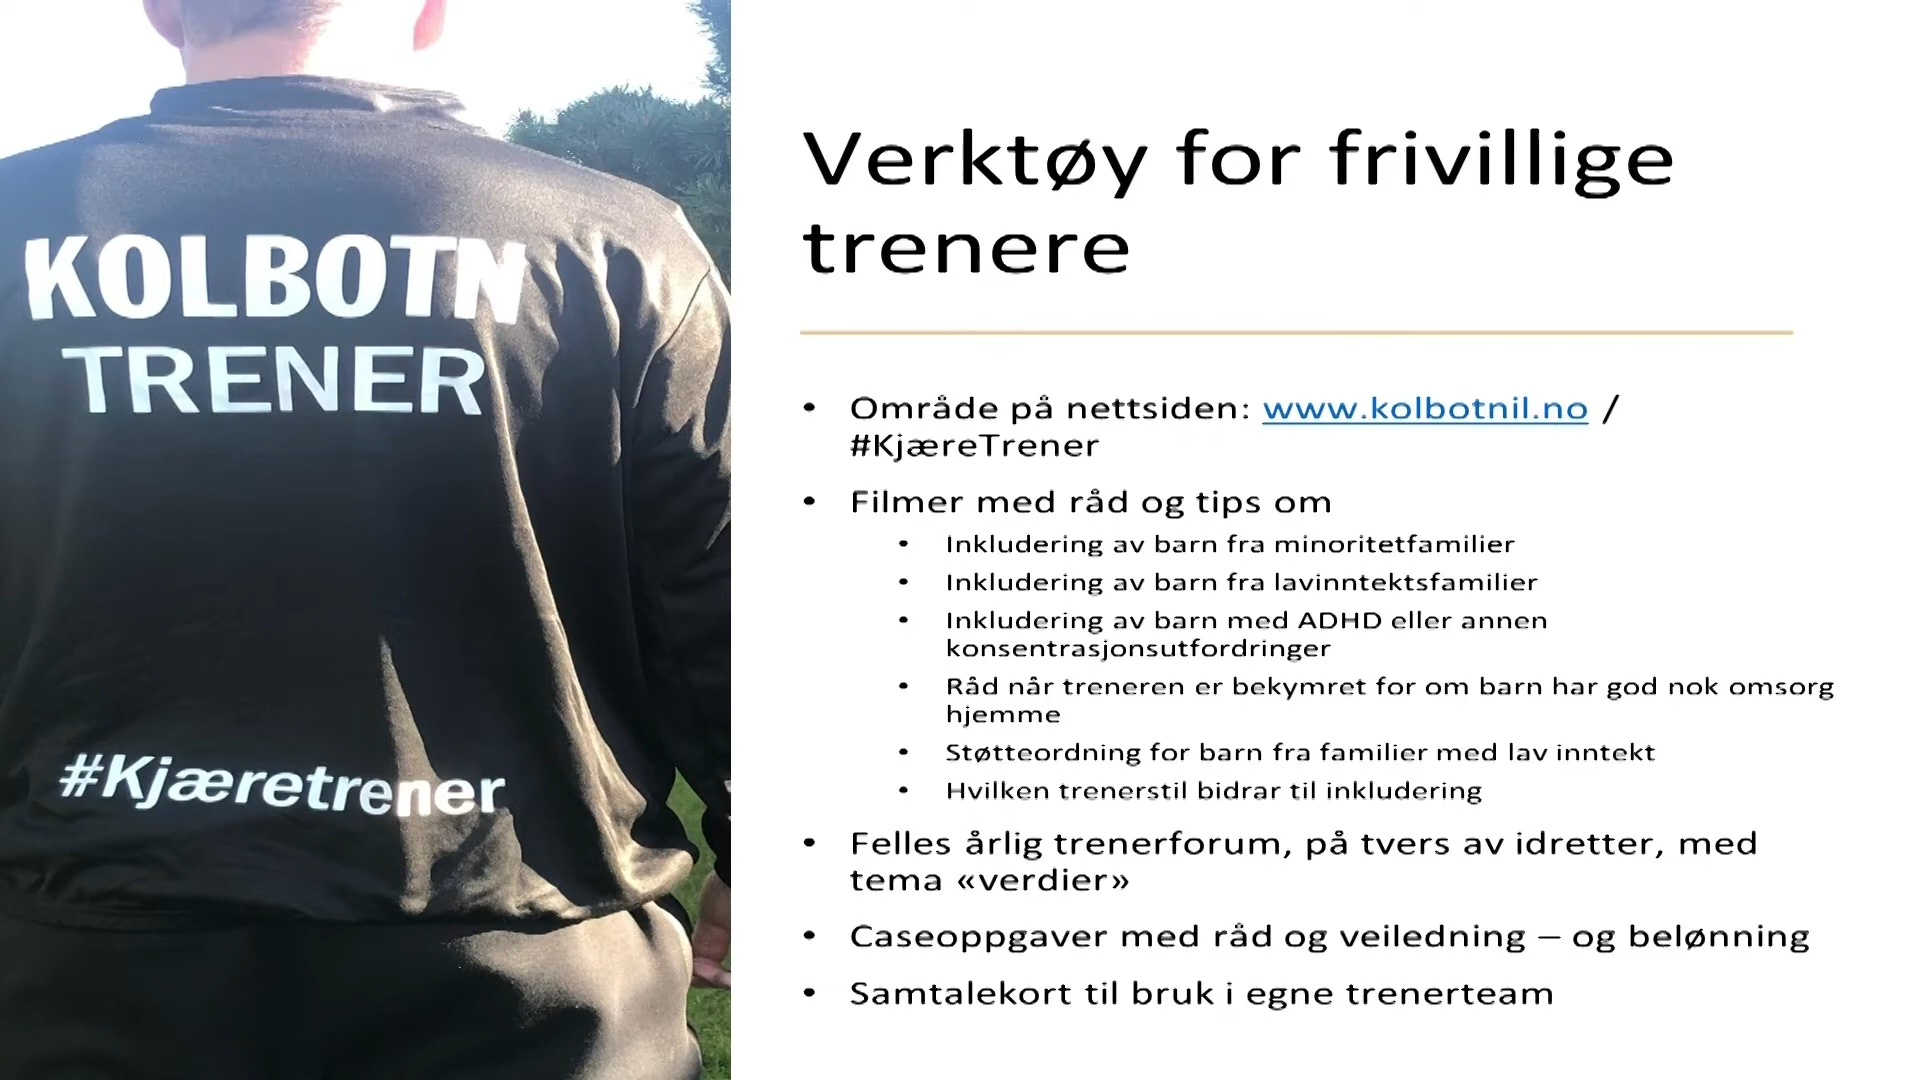 KOLBOTN
TRENER
#Kjæretrener
Verktøy for frivillige
trenere
• Område på nettsiden: www.kolbotnil.no /
#KjæreTrener
• Filmer med råd og tips om
• Inkludering av barn fra minoritetfamilier
• Inkludering av barn fra lavinntektsfamilier
• Inkludering av barn med ADHD eller annen
konsentrasjonsutfordringer
• Råd når treneren er bekymret for om barn har god nok omsorg
hjemme
• Støtteordning for barn fra familier med lav inntekt
• Hvilken trenerstil bidrar til inkludering
• Felles årlig trenerforum, på tvers av idretter, med
tema «verdier»
• Caseoppgaver med råd og veiledning – og belønning
• Samtalekort til bruk i egne trenerteam